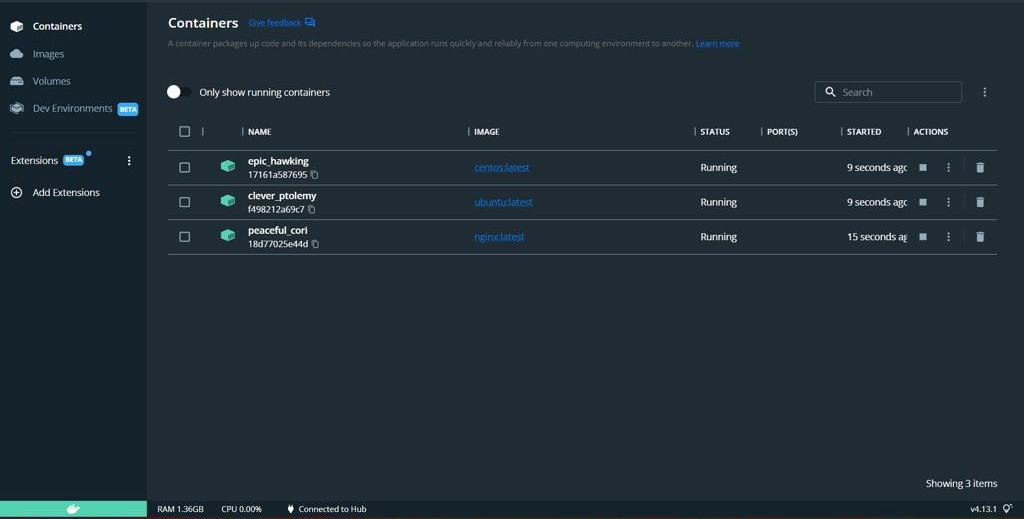 Containers
Images
Volumes
Dev Environments BETA
Extensions BETA
Add Extensions
Containers Give feedback
A container packages up code and its dependencies so the application runs quickly and reliably from one computing environment to another. Learn more
Only show running containers
Search
NAME IMAGE STATUS PORT(S) STARTED ACTIONS
epic_hawking centos:latest Running 9 seconds agc
17161a587695
clever_ptolemy ubuntu:latest Running 9 seconds agc
f498212a69c7
peaceful_cori nginx:latest Running 15 seconds ag
18d77025e44d
Showing 3 items
RAM 1.36GB CPU 0.00% Connected to Hub v4.13.1